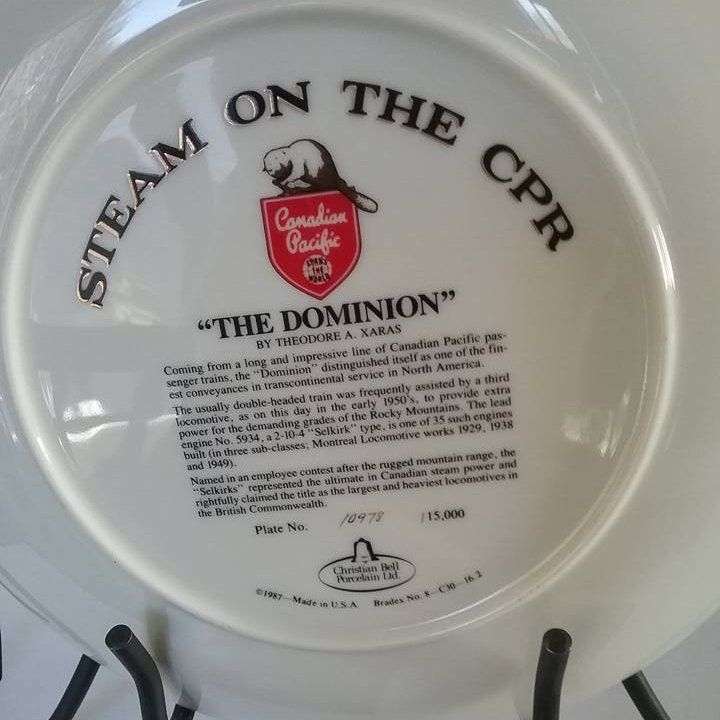 STEAM ON THE CPR
Canadian
Pacific
SPANS
THE
WORLD
“THE DOMINION”
BY THEODORE A. XARAS
Coming from a long and impressive line of Canadian Pacific pas-
senger trains, the “Dominion” distinguished itself as one of the fin-
est conveyances in transcontinental service in North America.
The usually double-headed train was frequently assisted by a third
locomotive, as on this day in the early 1950’s, to provide extra
power for the demanding grades of the Rocky Mountains. The lead
engine No. 5934, a 2-10-4 “Selkirk” type, is one of 35 such engines
built (in three sub-classes; Montreal Locomotive works 1929, 1938
and 1949).
Named in an employee contest after the rugged mountain range, the
“Selkirks” represented the ultimate in Canadian steam power and
rightfully claimed the title as the largest and heaviest locomotives in
the British Commonwealth.
Plate No. 10978 /15,000
Christian Bell
Porcelain Ltd.
©1987—Made in U.S.A. Bradex No. 8—C30—16.2